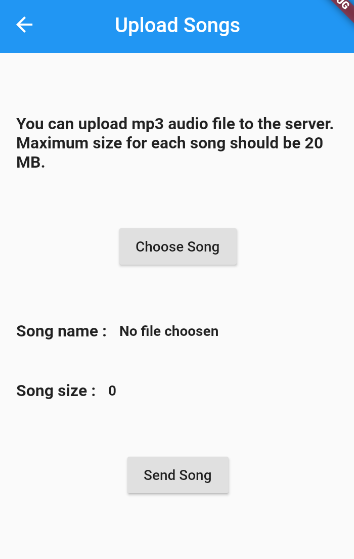 Upload Songs
You can upload mp3 audio file to the server.
Maximum size for each song should be 20
MB.
Choose Song
Song name : No file choosen
Song size : 0
Send Song